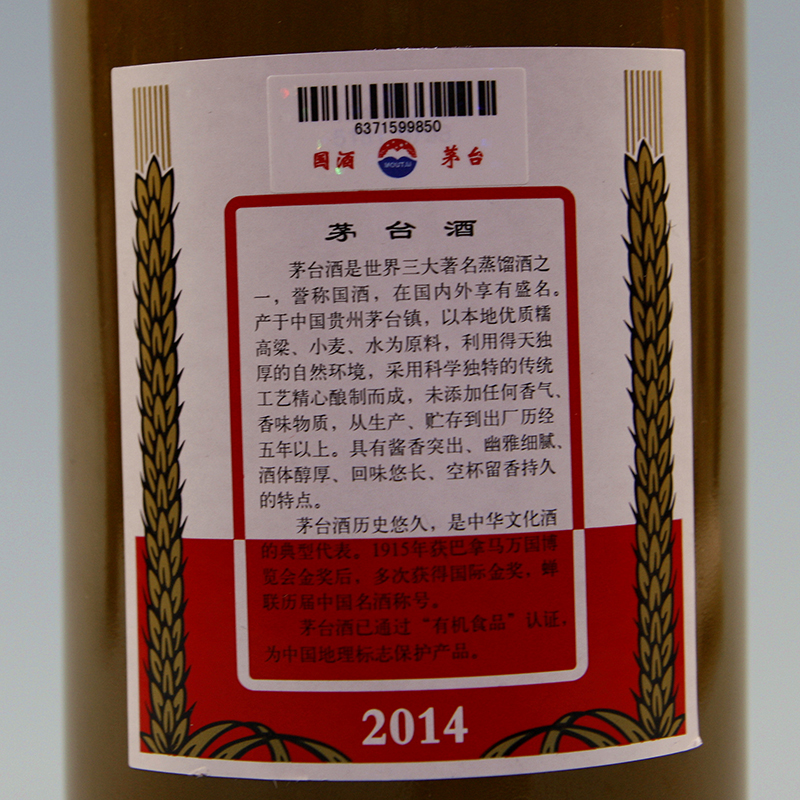 6371599850
国酒 MOUTAI 茅台
茅台酒
茅台酒是世界三大著名蒸馏酒之
一，誉称国酒，在国内外享有盛名。
产于中国贵州茅台镇，以本地优质糯
高粱、小麦、水为原料，利用得天独
厚的自然环境，采用科学独特的传统
工艺精心酿制而成，未添加任何香气、
香味物质，从生产、贮存到出厂历经
五年以上。具有酱香突出、幽雅细腻、
酒体醇厚、回味悠长、空杯留香持久
的特点。
茅台酒历史悠久，是中华文化酒
的典型代表。1915年获巴拿马万国博
览会金奖后，多次获得国际金奖，蝉
联历届中国名酒称号。
茅台酒已通过“有机食品”认证，
为中国地理标志保护产品。
2014